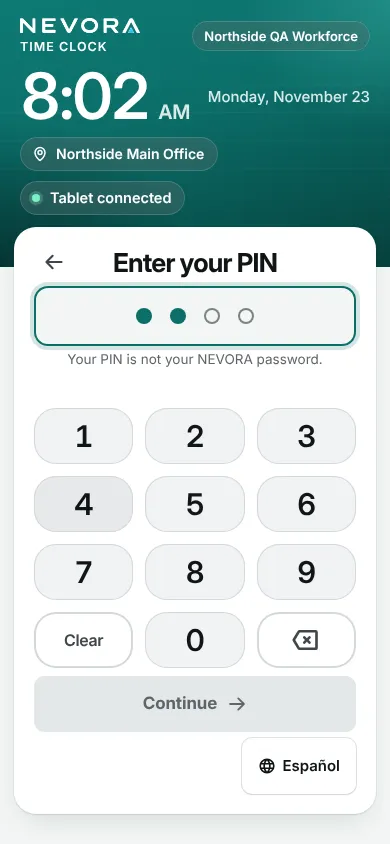 NEVORA
TIME CLOCK
Northside QA Workforce
8:02 AM
Monday, November 23
Northside Main Office
Tablet connected
Enter your PIN
Your PIN is not your NEVORA password.
1 2 3
4 5 6
7 8 9
Clear 0
Continue
Español